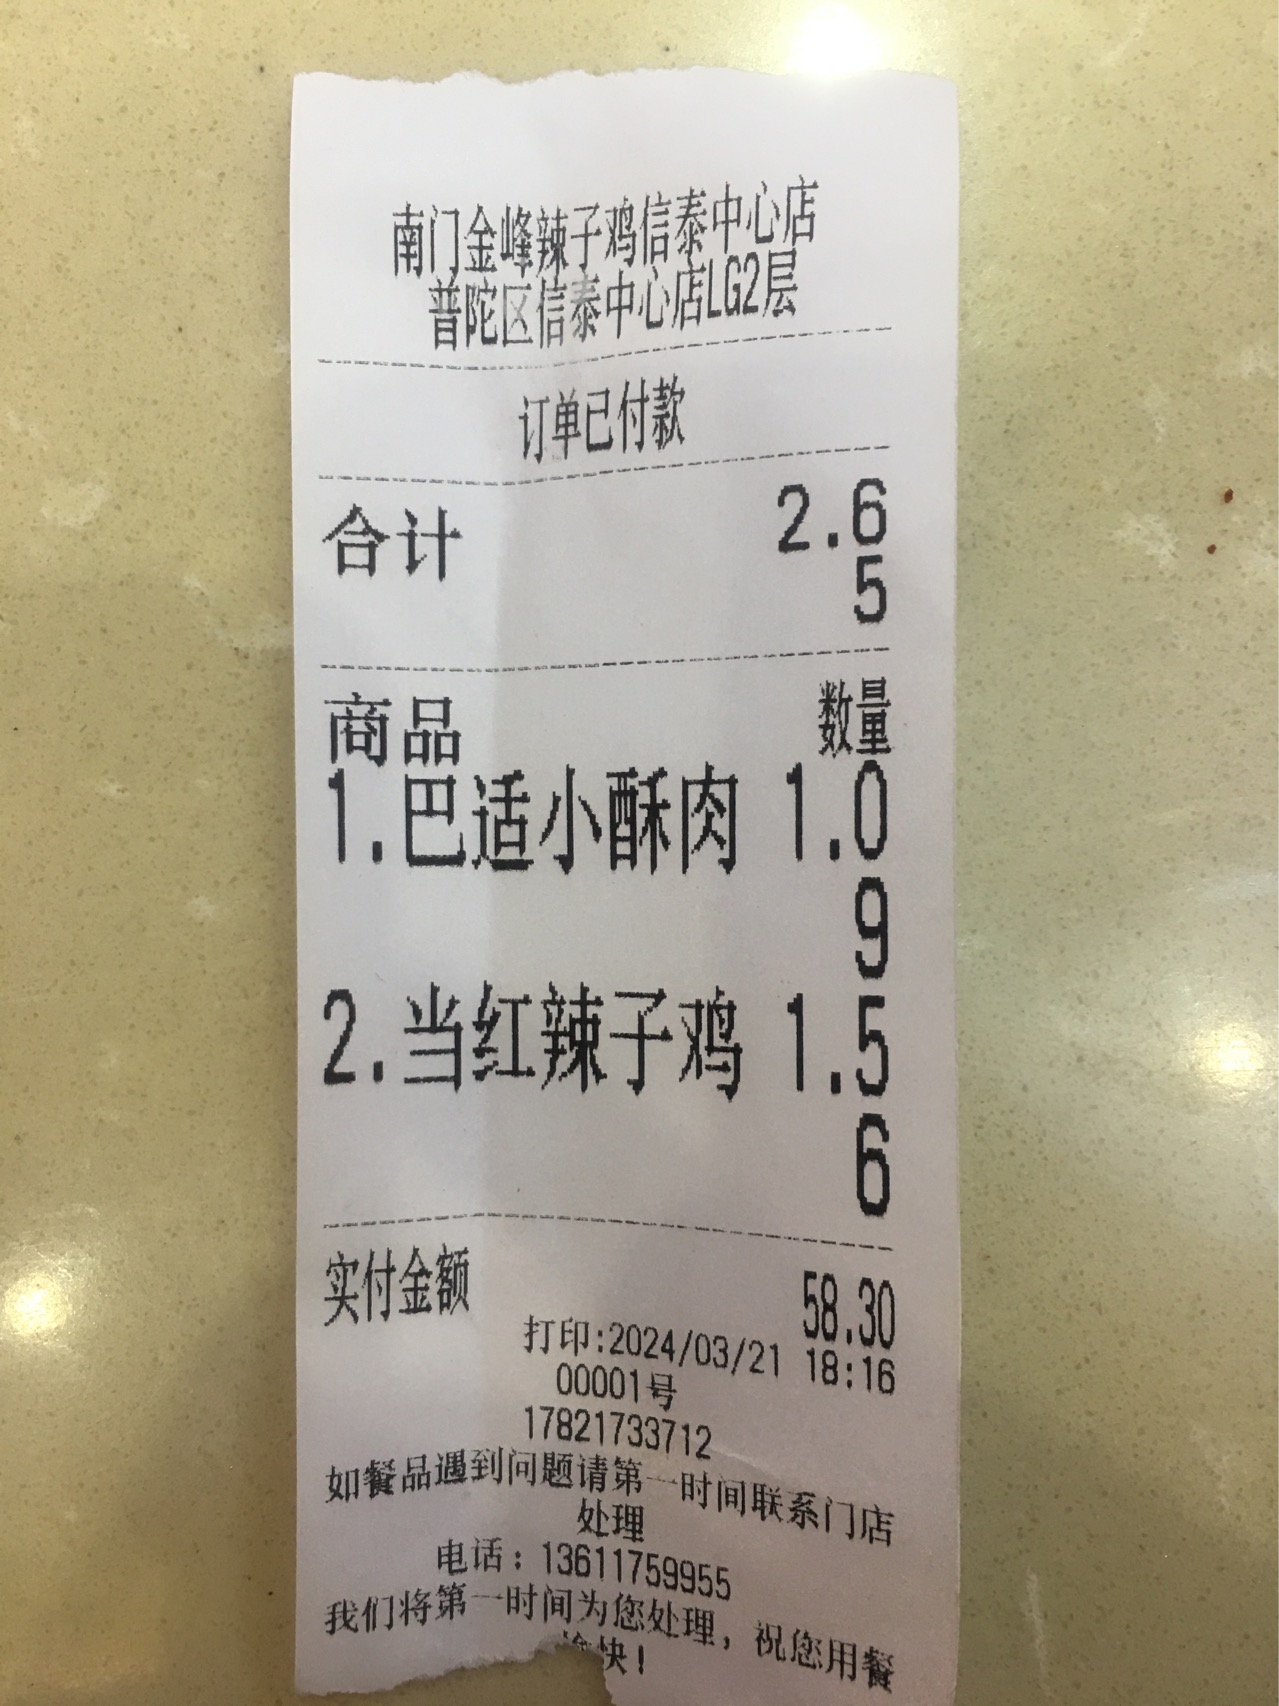 南门金峰辣子鸡信泰中心店
普陀区信泰中心店LG2层
订单已付款
合计 2.6
5
商品 数量
1.巴适小酥肉 1.0
9
2.当红辣子鸡 1.5
6
实付金额 58.30
打印:2024/03/21 18:16
00001号
17821733712
如餐品遇到问题请第一时间联系门店
处理
电话：13611759955
我们将第一时间为您处理，祝您用餐
愉快！